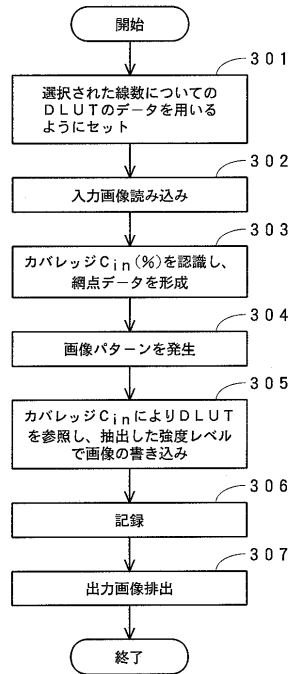 開始
301
選択された線数についての
DLUTのデータを用いる
ようにセット
302
入力画像読み込み
303
カバレッジCin(%)を認識し、
網点データを形成
304
画像パターンを発生
305
カバレッジCinによりDLUT
を参照し、抽出した強度レベル
で画像の書き込み
306
記録
307
出力画像排出
終了